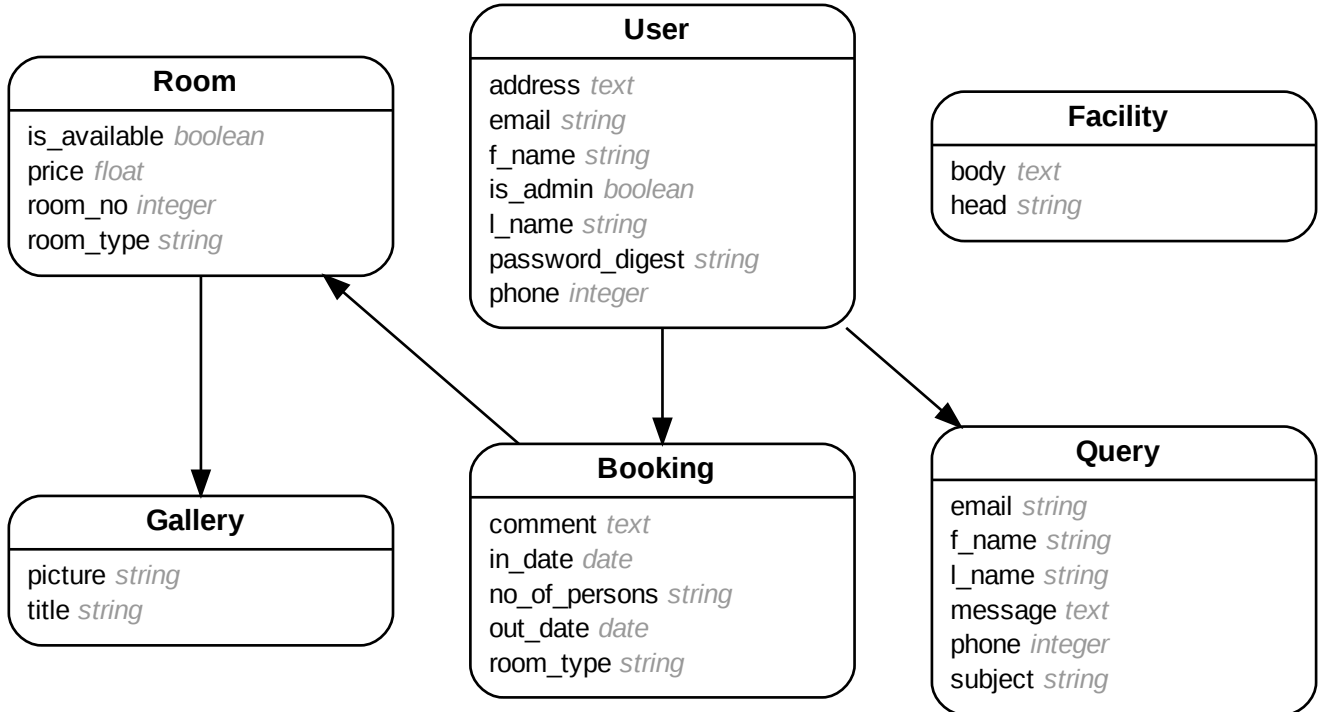 Room
is_available boolean
price float
room_no integer
room_type string
User
address text
email string
f_name string
is_admin boolean
l_name string
password_digest string
phone integer
Facility
body text
head string
Gallery
picture string
title string
Booking
comment text
in_date date
no_of_persons string
out_date date
room_type string
Query
email string
f_name string
l_name string
message text
phone integer
subject string